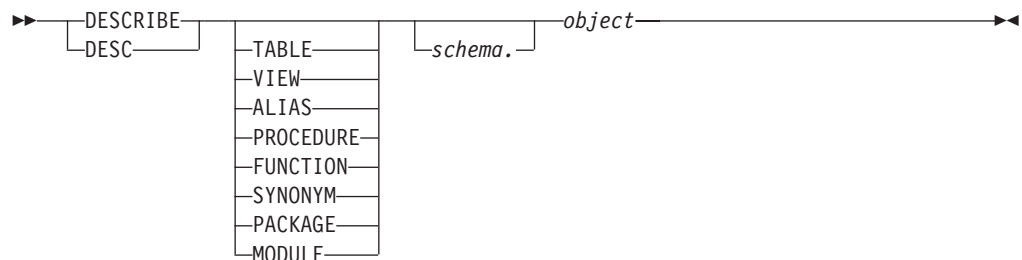 DESCRIBE object
DESC TABLE schema.
VIEW
ALIAS
PROCEDURE
FUNCTION
SYNONYM
PACKAGE
MODULE